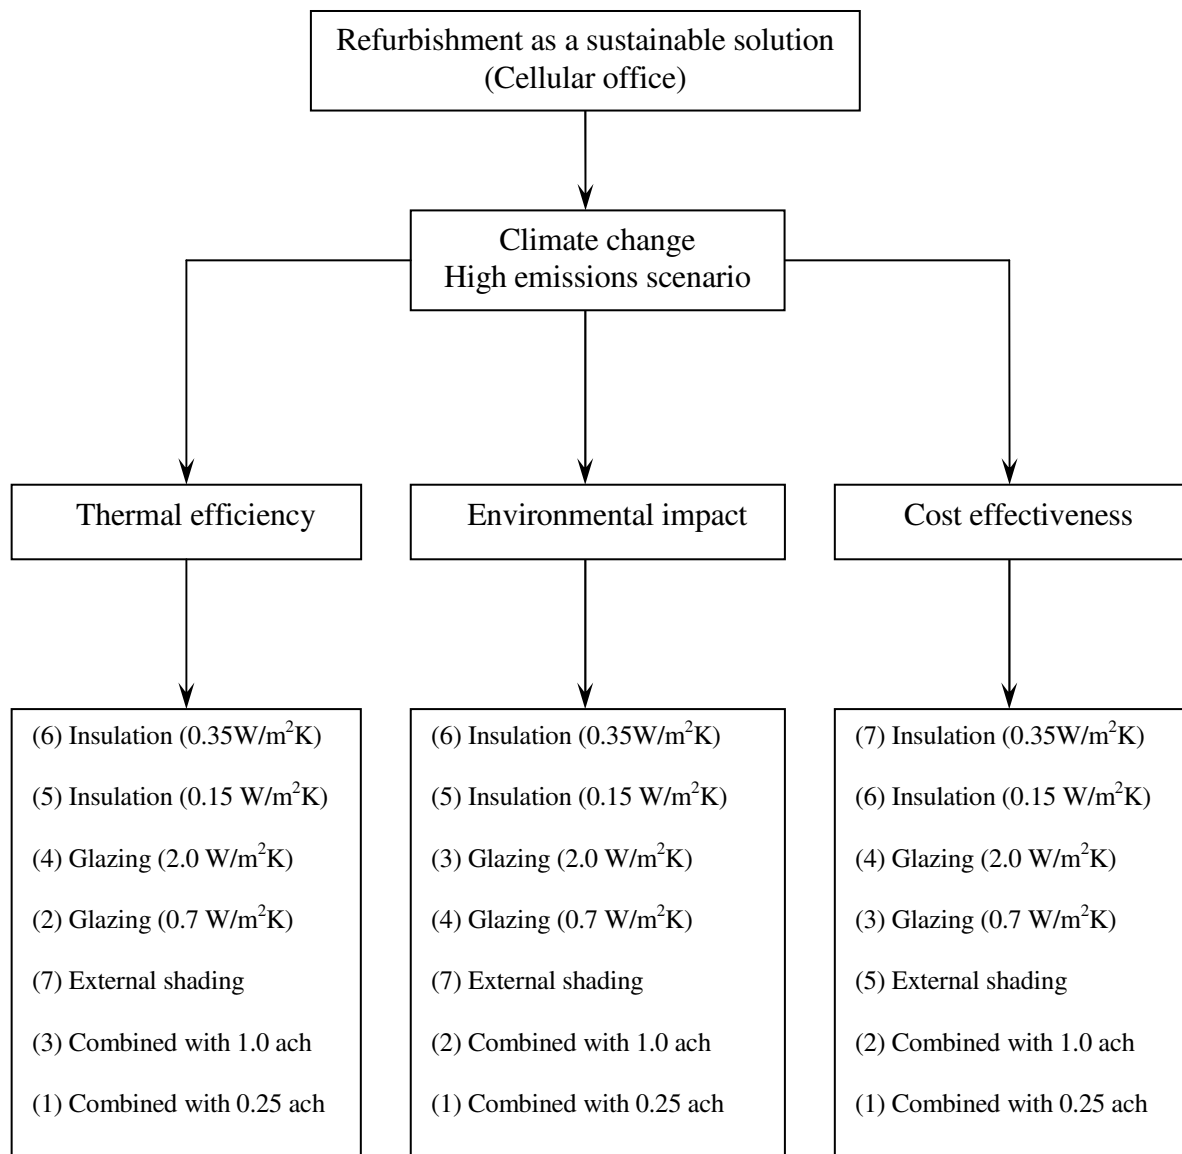 Refurbishment as a sustainable solution
(Cellular office)
Climate change
High emissions scenario
Thermal efficiency
Environmental impact
Cost effectiveness
(6) Insulation (0.35W/m²K)
(5) Insulation (0.15 W/m²K)
(4) Glazing (2.0 W/m²K)
(2) Glazing (0.7 W/m²K)
(7) External shading
(3) Combined with 1.0 ach
(1) Combined with 0.25 ach
(6) Insulation (0.35W/m²K)
(5) Insulation (0.15 W/m²K)
(3) Glazing (2.0 W/m²K)
(4) Glazing (0.7 W/m²K)
(7) External shading
(2) Combined with 1.0 ach
(1) Combined with 0.25 ach
(7) Insulation (0.35W/m²K)
(6) Insulation (0.15 W/m²K)
(4) Glazing (2.0 W/m²K)
(3) Glazing (0.7 W/m²K)
(5) External shading
(2) Combined with 1.0 ach
(1) Combined with 0.25 ach